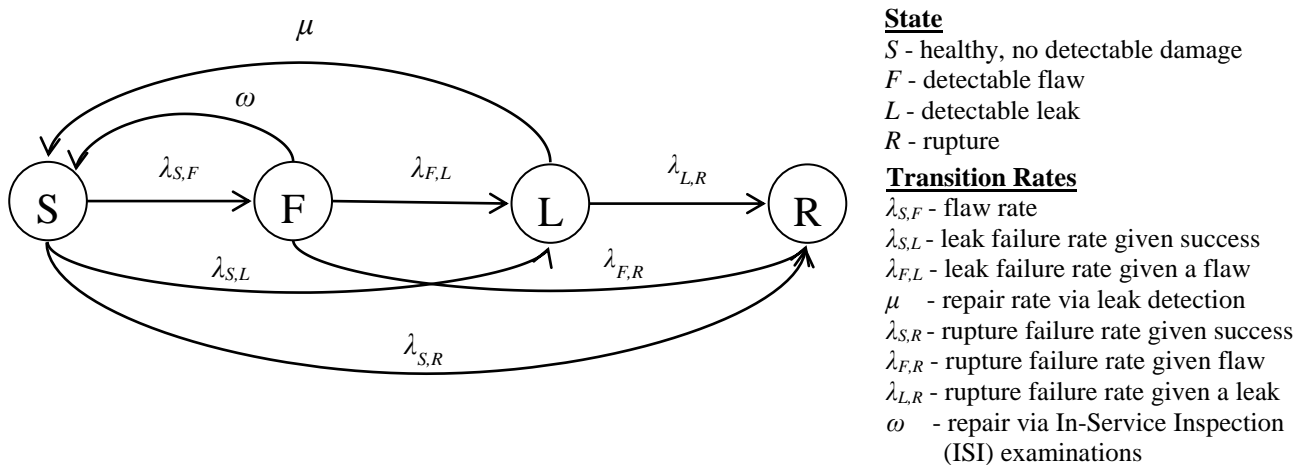 μ
ω
λS,F
λF,L
λL,R
S
F
L
R
λS,L
λF,R
λS,R
State
S - healthy, no detectable damage
F - detectable flaw
L - detectable leak
R - rupture
Transition Rates
λS,F - flaw rate
λS,L - leak failure rate given success
λF,L - leak failure rate given a flaw
μ - repair rate via leak detection
λS,R - rupture failure rate given success
λF,R - rupture failure rate given flaw
λL,R - rupture failure rate given a leak
ω - repair via In-Service Inspection
(ISI) examinations